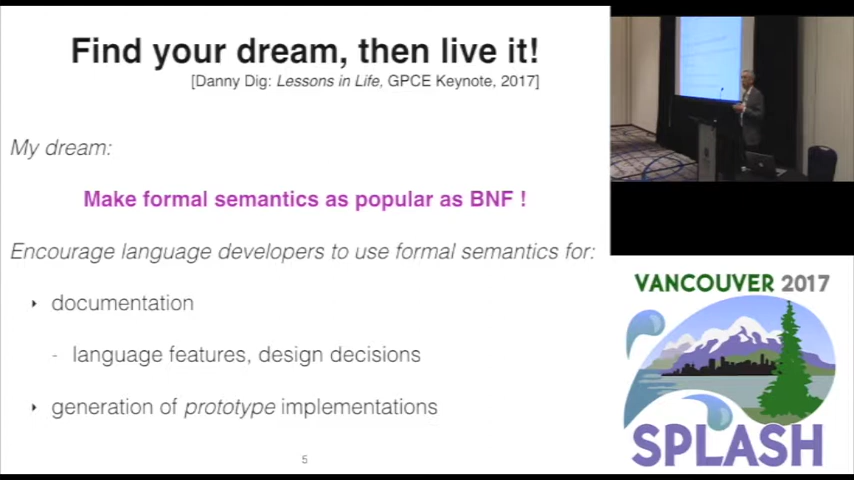 Find your dream, then live it!
[Danny Dig: Lessons in Life, GPCE Keynote, 2017]
My dream:
Make formal semantics as popular as BNF !
Encourage language developers to use formal semantics for:
‣ documentation
- language features, design decisions
‣ generation of prototype implementations
5
VANCOUVER 2017
SPLASH